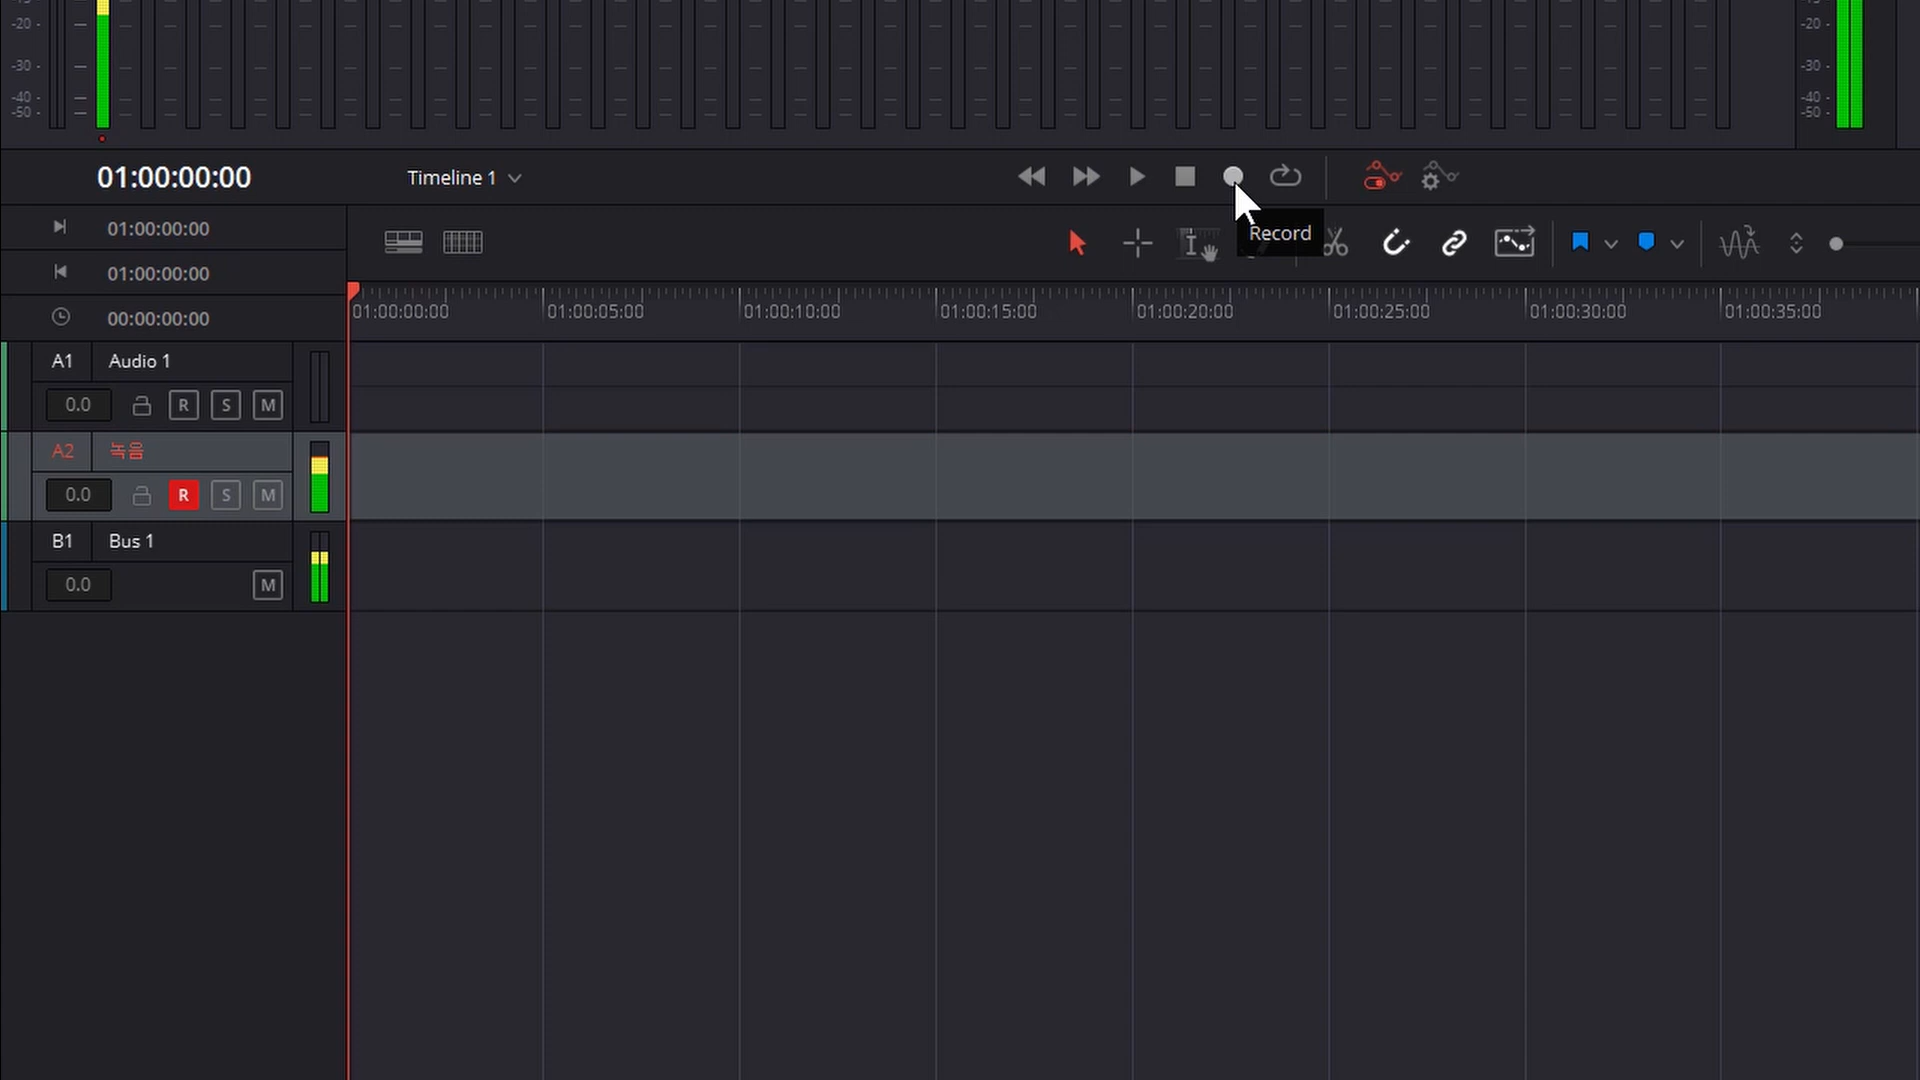 -20 -
-30 -
-40 -
-50 -
-20 -
-30 -
-40 -
-50 -
01:00:00:00
Timeline 1
Record
01:00:00:00
01:00:00:00
00:00:00:00
01:00:00:00 01:00:05:00 01:00:10:00 01:00:15:00 01:00:20:00 01:00:25:00 01:00:30:00 01:00:35:00
A1 Audio 1
0.0 R S M
A2 녹음
0.0 R S M
B1 Bus 1
0.0 M